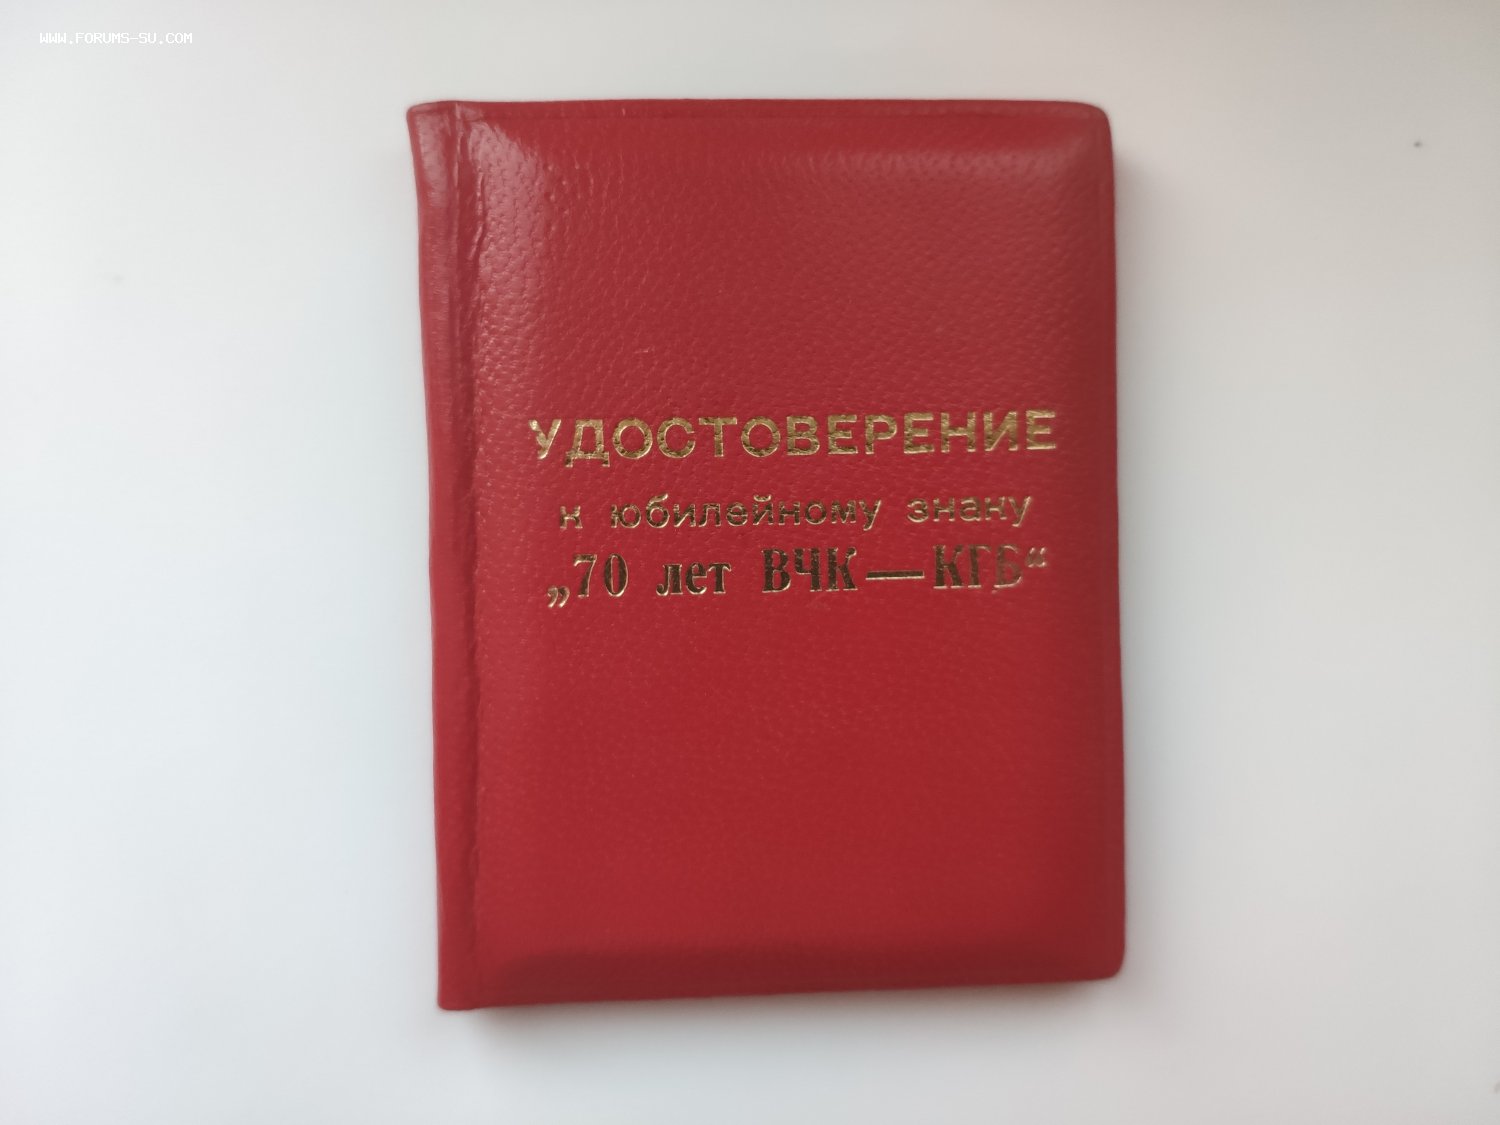 WWW.FORUMS-SU.COM
УДОСТОВЕРЕНИЕ
к юбилейному знаку
„70 лет ВЧК—КГБ“